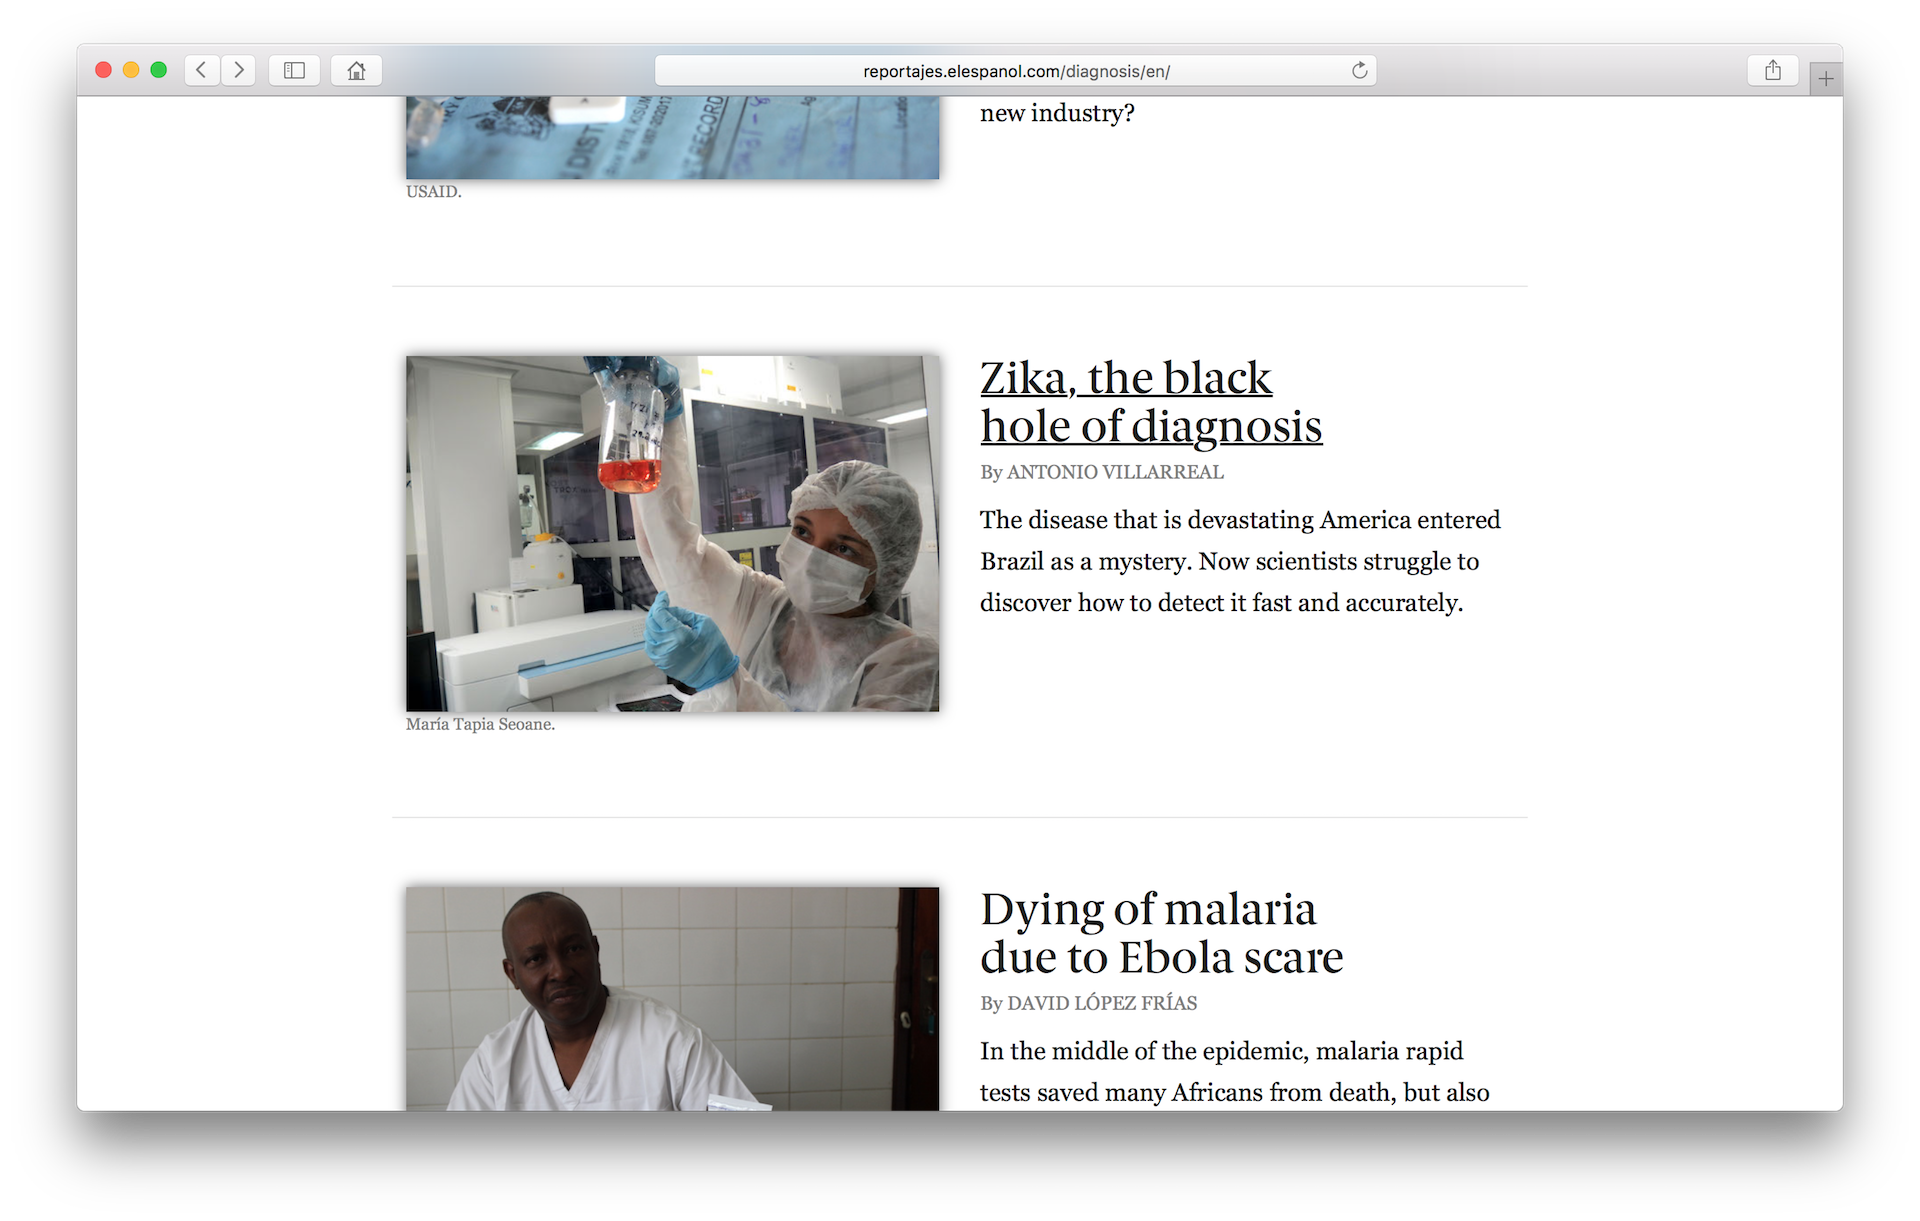 reportajes.elespanol.com/diagnosis/en/
DIST
KISUM
RECORD
new industry?
USAID.
Zika, the black
hole of diagnosis
By ANTONIO VILLARREAL
The disease that is devastating America entered
Brazil as a mystery. Now scientists struggle to
discover how to detect it fast and accurately.
María Tapia Seoane.
Dying of malaria
due to Ebola scare
By DAVID LÓPEZ FRÍAS
In the middle of the epidemic, malaria rapid
tests saved many Africans from death, but also